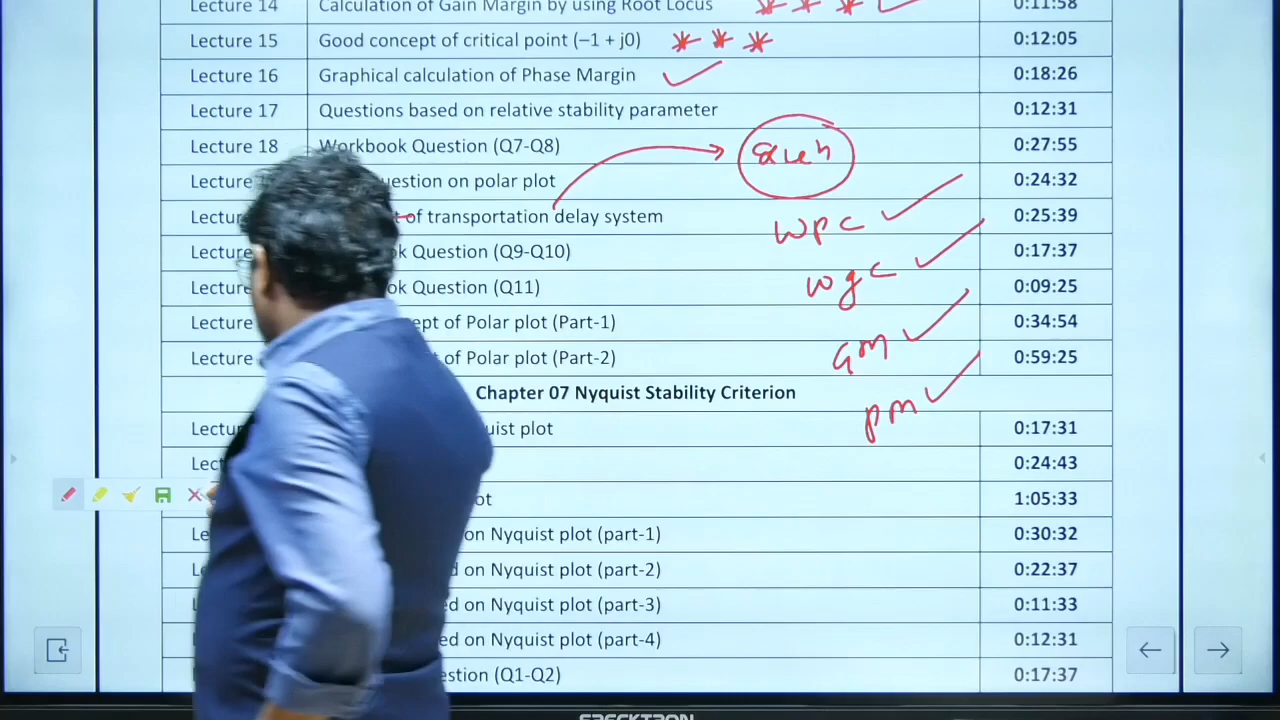 Lecture 14 Calculation of Gain Margin by using Root Locus 0:11:58
Lecture 15 Good concept of critical point (–1 + j0) 0:12:05
Lecture 16 Graphical calculation of Phase Margin 0:18:26
Lecture 17 Questions based on relative stability parameter 0:12:31
Lecture 18 Workbook Question (Q7-Q8) 0:27:55
Lecture uestion on polar plot 0:24:32
Lecture t of transportation delay system 0:25:39
Lectu ok Question (Q9-Q10) 0:17:37
Lectu ok Question (Q11) 0:09:25
Lecture ept of Polar plot (Part-1) 0:34:54
Lecture t of Polar plot (Part-2) 0:59:25
wpc
wgc
GM
PM
Chapter 07 Nyquist Stability Criterion
Lectu uist plot 0:17:31
Lec 0:24:43
ot 1:05:33
Le on Nyquist plot (part-1) 0:30:32
Le d on Nyquist plot (part-2) 0:22:37
ed on Nyquist plot (part-3) 0:11:33
ed on Nyquist plot (part-4) 0:12:31
estion (Q1-Q2) 0:17:37